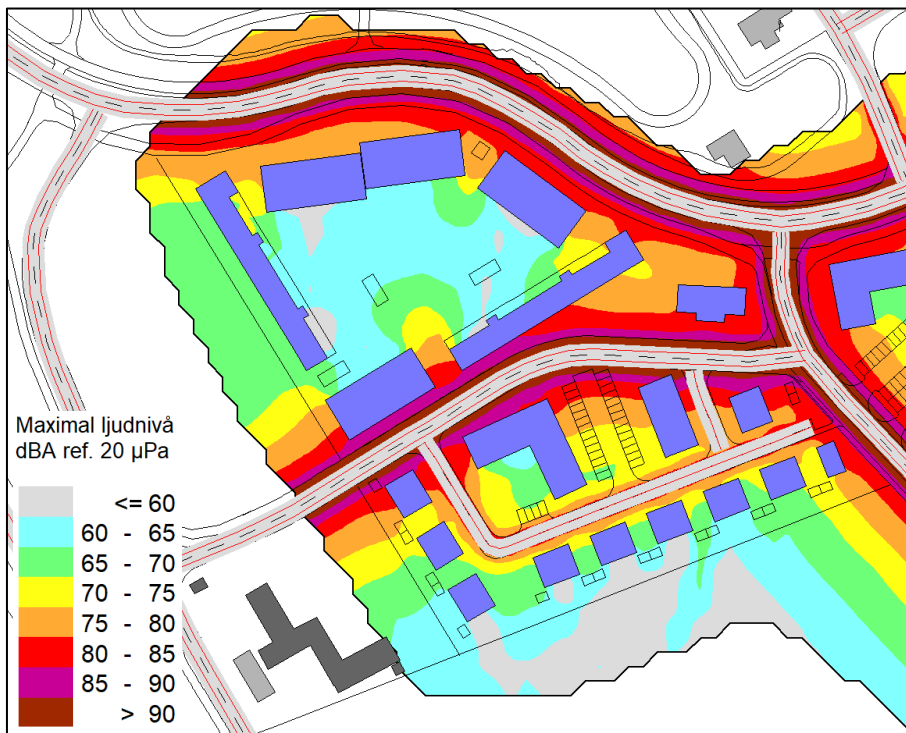 Maximal ljudnivå
dBA ref. 20 µPa
<= 60
60 - 65
65 - 70
70 - 75
75 - 80
80 - 85
85 - 90
> 90